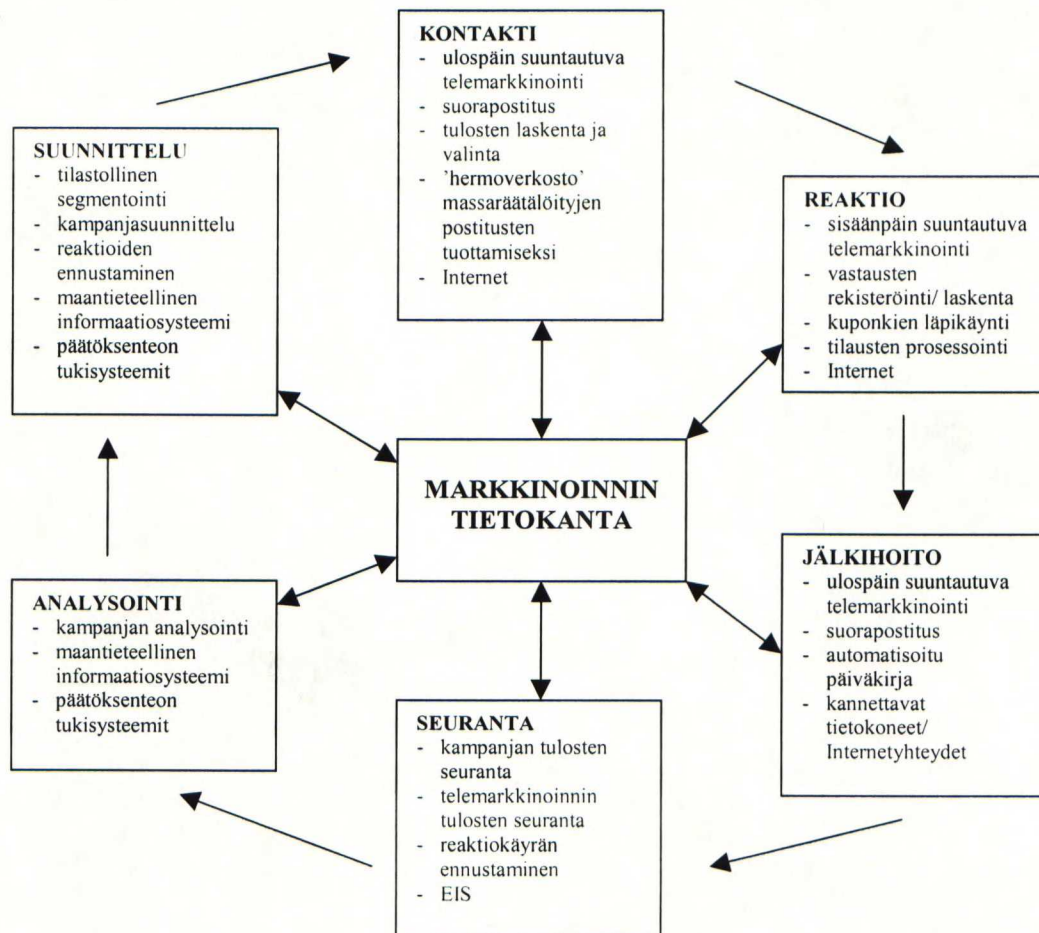 KONTAKTI
- ulospäin suuntautuva
telemarkkinointi
- suorapostitus
- tulosten laskenta ja
valinta
- 'hermoverkosto'
massaräätälöityjen
postitusten
tuottamiseksi
- Internet
SUUNNITTELU
- tilastollinen
segmentointi
- kampanjasuunnittelu
- reaktioiden
ennustaminen
- maantieteellinen
informaatiosysteemi
- päätöksenteon
tukisysteemit
REAKTIO
- sisäänpäin suuntautuva
telemarkkinointi
- vastausten
rekisteröinti/ laskenta
- kuponkien läpikäynti
- tilausten prosessointi
- Internet
MARKKINOINNIN
TIETOKANTA
ANALYSOINTI
- kampanjan analysointi
- maantieteellinen
informaatiosysteemi
- päätöksenteon
tukisysteemit
JÄLKIHOITO
- ulospäin suuntautuva
telemarkkinointi
- suorapostitus
- automatisoitu
päiväkirja
- kannettavat
tietokoneet/
Internetyhteydet
SEURANTA
- kampanjan tulosten
seuranta
- telemarkkinoinnin
tulosten seuranta
- reaktiokäyrän
ennustaminen
- EIS